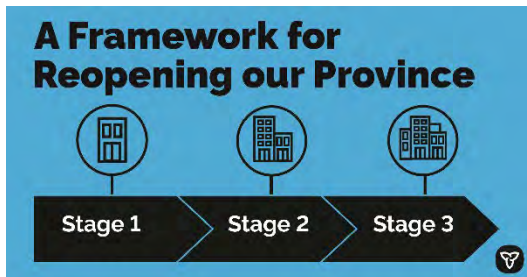 A Framework for
Reopening our Province
Stage 1
Stage 2
Stage 3